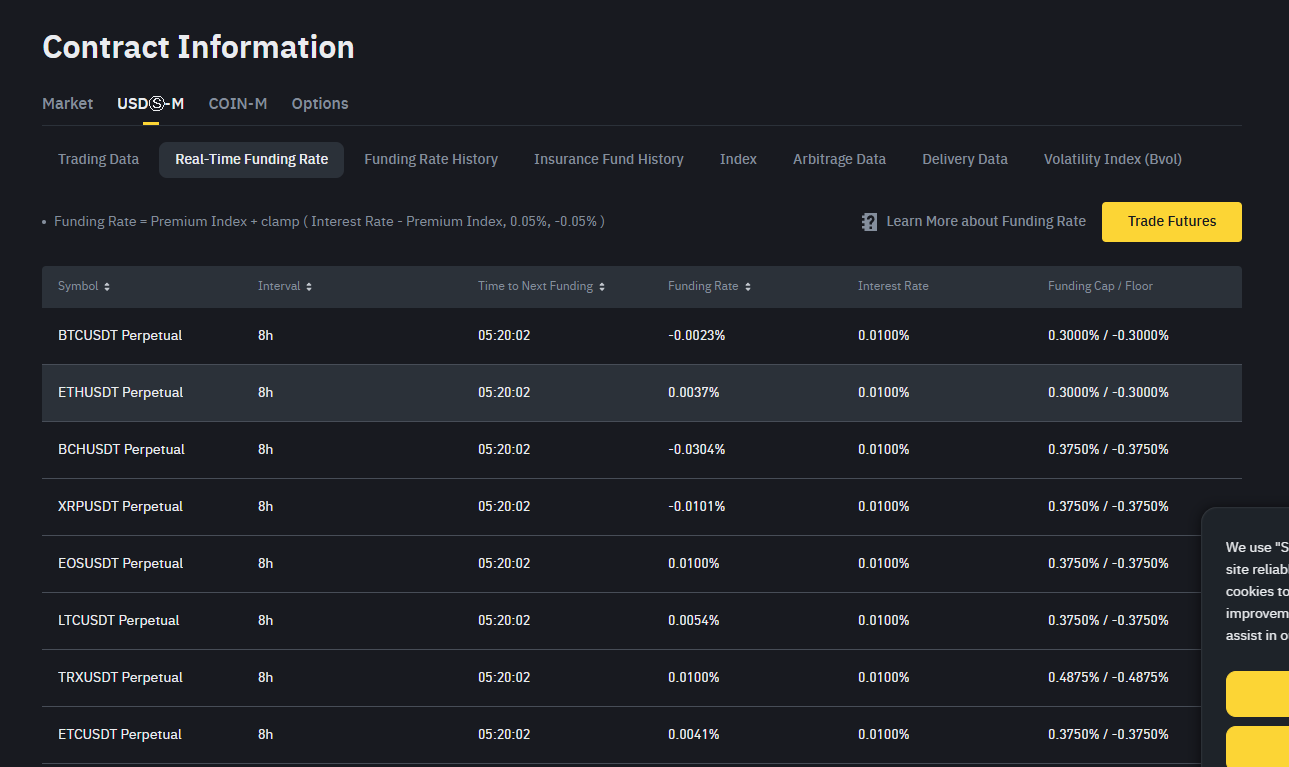 Contract Information
Market USDⓈ-M COIN-M Options
Trading Data Real-Time Funding Rate Funding Rate History Insurance Fund History Index Arbitrage Data Delivery Data Volatility Index (Bvol)
• Funding Rate = Premium Index + clamp ( Interest Rate - Premium Index, 0.05%, -0.05% ) Learn More about Funding Rate Trade Futures
Symbol Interval Time to Next Funding Funding Rate Interest Rate Funding Cap / Floor
BTCUSDT Perpetual 8h 05:20:02 -0.0023% 0.0100% 0.3000% / -0.3000%
ETHUSDT Perpetual 8h 05:20:02 0.0037% 0.0100% 0.3000% / -0.3000%
BCHUSDT Perpetual 8h 05:20:02 -0.0304% 0.0100% 0.3750% / -0.3750%
XRPUSDT Perpetual 8h 05:20:02 -0.0101% 0.0100% 0.3750% / -0.3750%
EOSUSDT Perpetual 8h 05:20:02 0.0100% 0.0100% 0.3750% / -0.3750%
LTCUSDT Perpetual 8h 05:20:02 0.0054% 0.0100% 0.3750% / -0.3750%
TRXUSDT Perpetual 8h 05:20:02 0.0100% 0.0100% 0.4875% / -0.4875%
ETCUSDT Perpetual 8h 05:20:02 0.0041% 0.0100% 0.3750% / -0.3750%
We use "S
site reliab
cookies to
improvem
assist in o